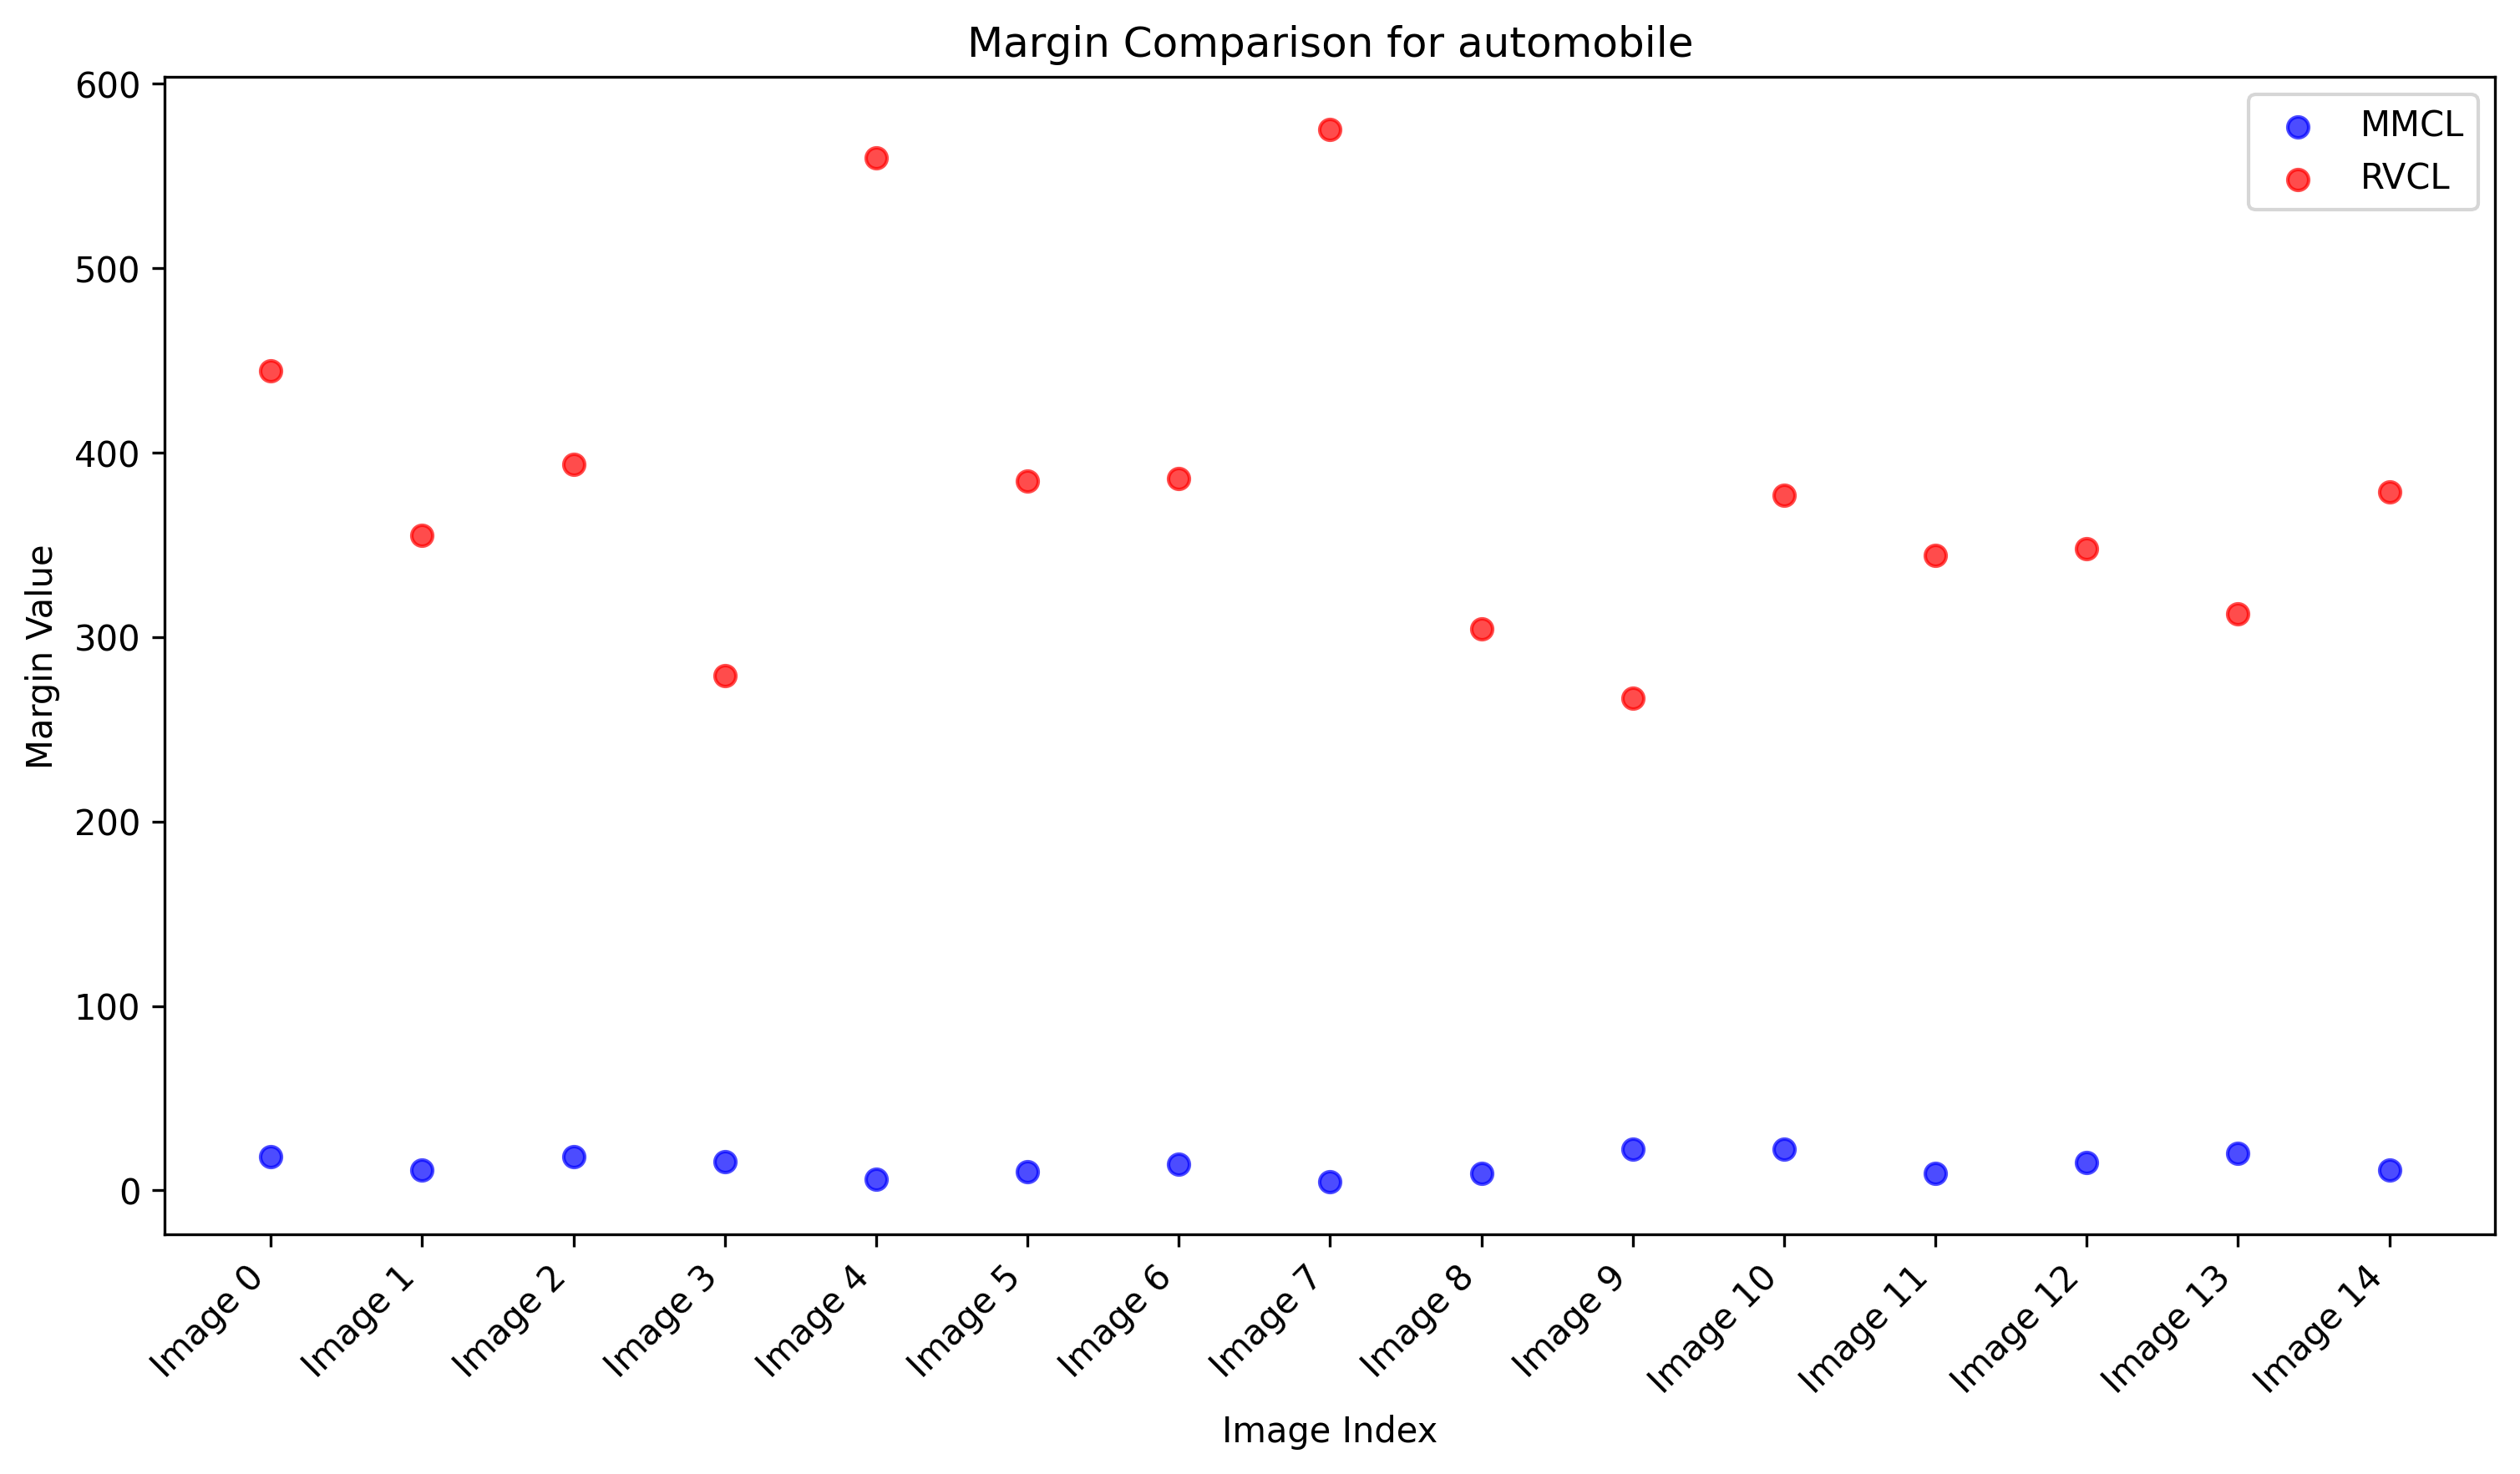 Margin Comparison for automobile
600
500
400
300
200
100
0
Margin Value
MMCL
RVCL
Image 0
Image 1
Image 2
Image 3
Image 4
Image 5
Image 6
Image 7
Image 8
Image 9
Image 10
Image 11
Image 12
Image 13
Image 14
Image Index